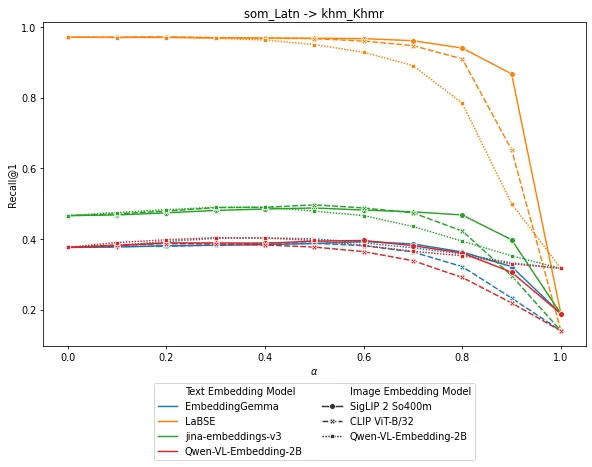 som_Latn -> khm_Khmr
Recall@1
1.0
0.8
0.6
0.4
0.2
0.0 0.2 0.4 0.6 0.8 1.0
α
Text Embedding Model Image Embedding Model
EmbeddingGemma SigLIP 2 So400m
LaBSE CLIP ViT-B/32
jina-embeddings-v3 Qwen-VL-Embedding-2B
Qwen-VL-Embedding-2B